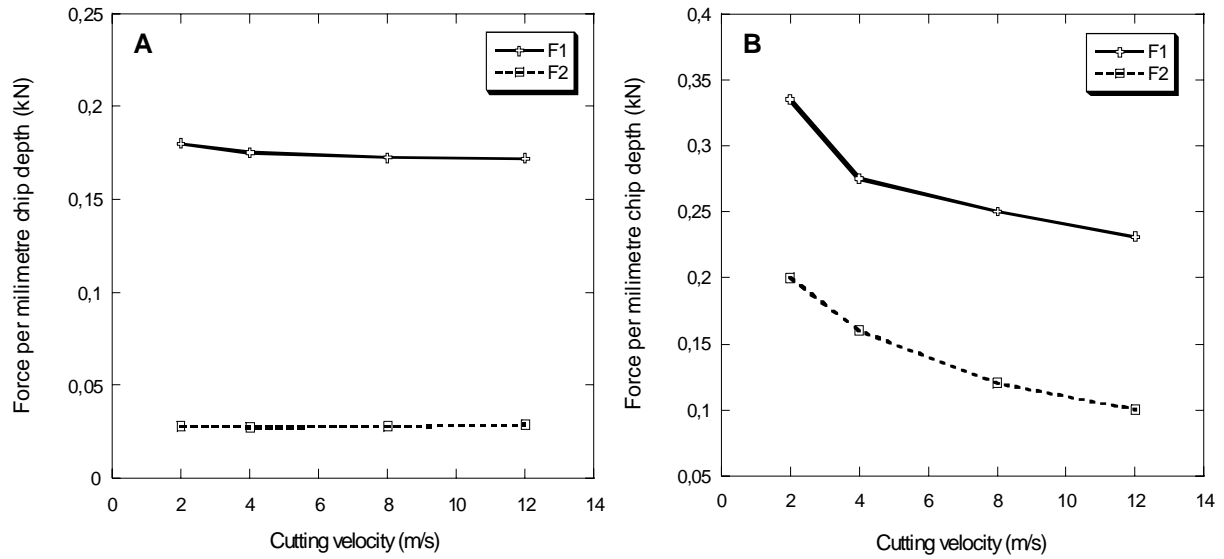 A
F1
F2
Force per milimetre chip depth (kN)
0,25
0,2
0,15
0,1
0,05
0
0 2 4 6 8 10 12 14
Cutting velocity (m/s)
B
F1
F2
Force per milimetre chip depth (kN)
0,4
0,35
0,3
0,25
0,2
0,15
0,1
0,05
0 2 4 6 8 10 12 14
Cutting velocity (m/s)